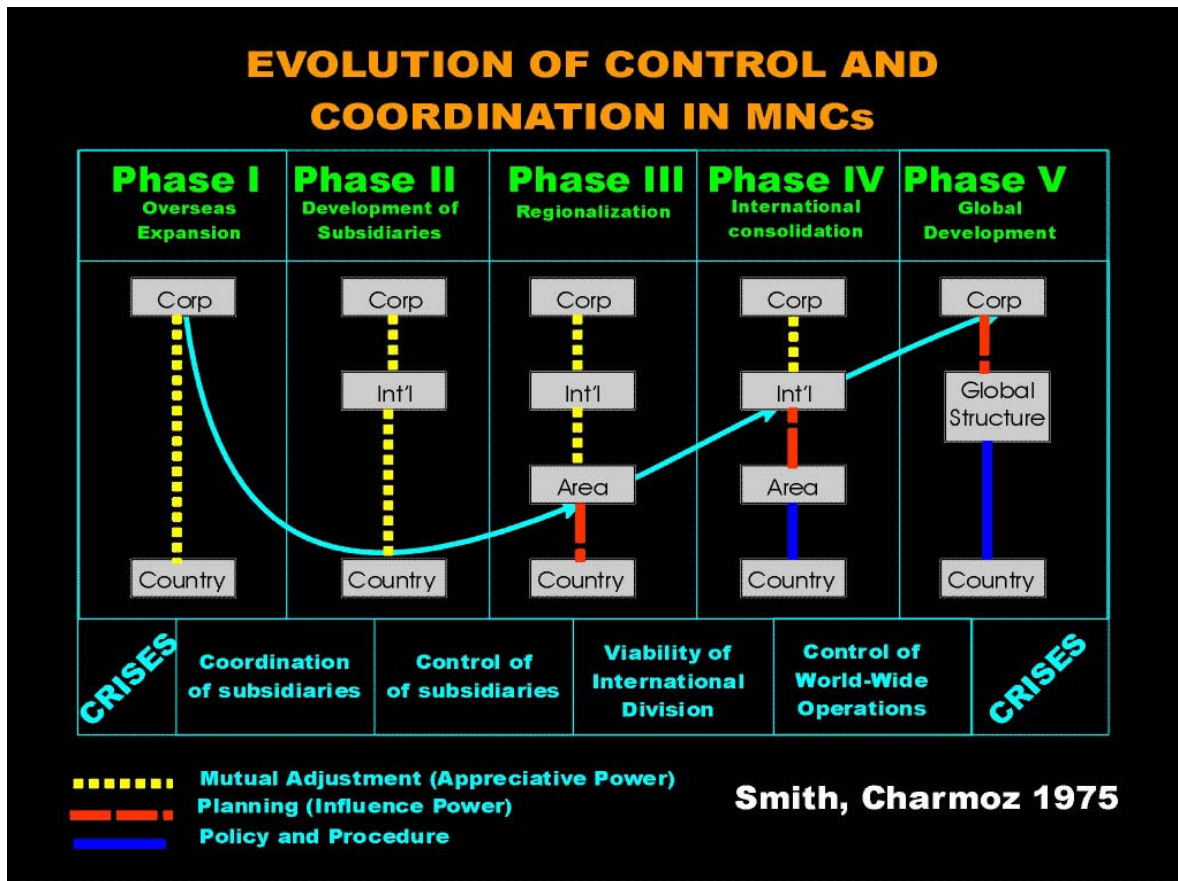 EVOLUTION OF CONTROL AND
COORDINATION IN MNCs
Phase I
Overseas
Expansion
Phase II
Development of
Subsidiaries
Phase III
Regionalization
Phase IV
International
consolidation
Phase V
Global
Development
Corp
Country
Corp
Int'l
Country
Corp
Int'l
Area
Country
Corp
Int'l
Area
Country
Corp
Global
Structure
Country
CRISES
Coordination
of subsidiaries
Control of
of subsidiaries
Viability of
International
Division
Control of
World-Wide
Operations
CRISES
Mutual Adjustment (Appreciative Power)
Planning (Influence Power)
Policy and Procedure
Smith, Charmoz 1975